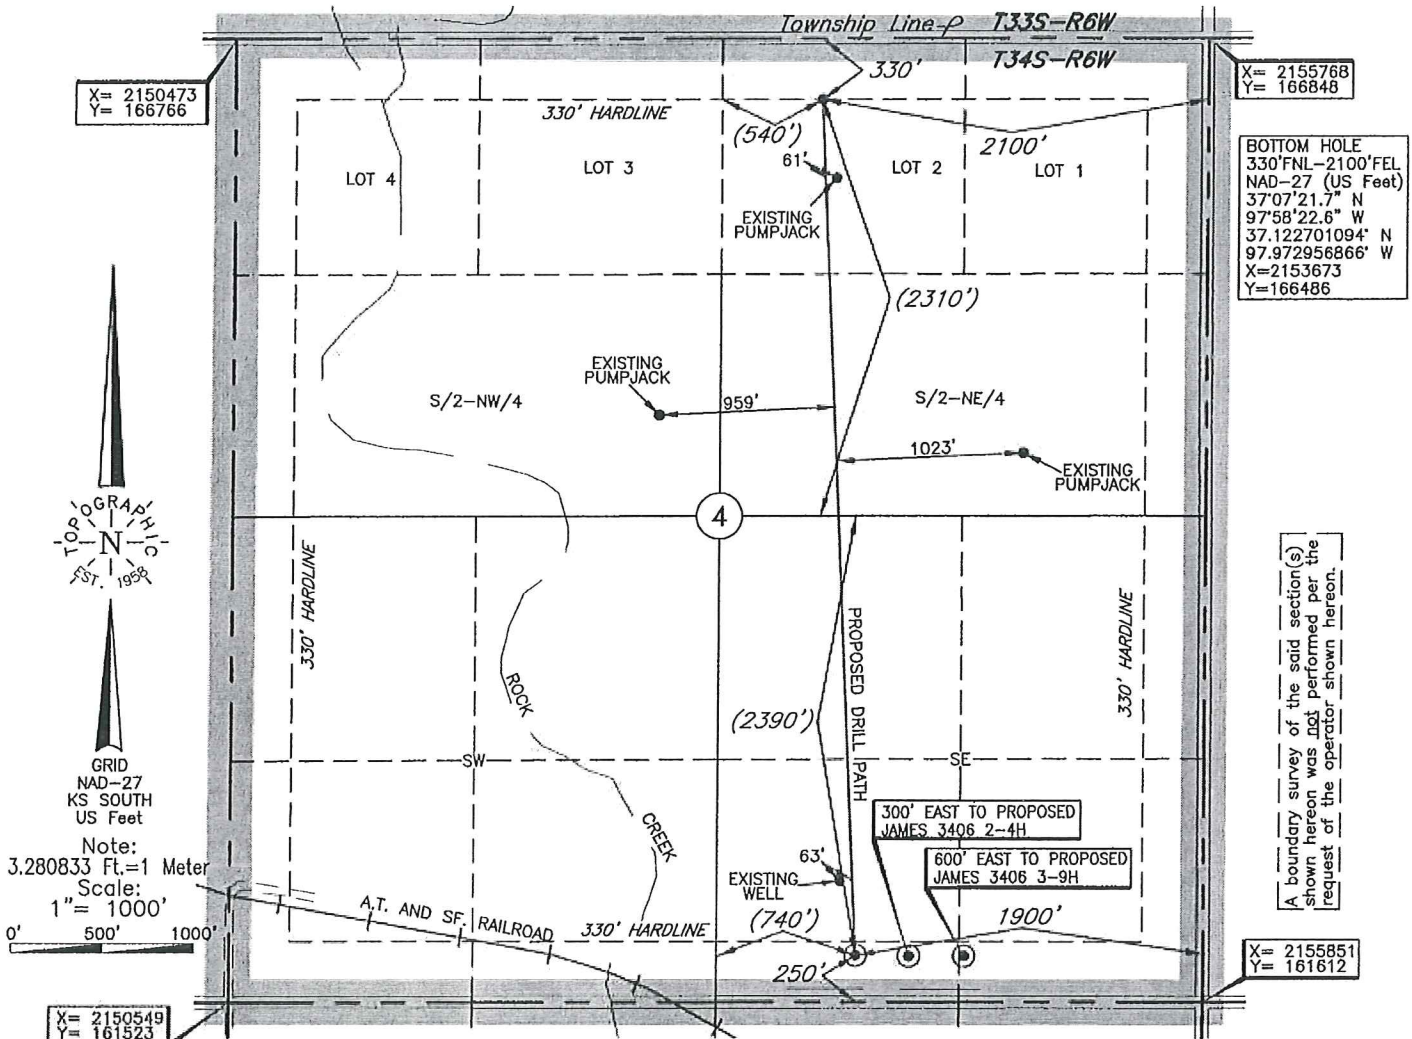 Township Line
T33S-R6W
T34S-R6W
X= 2150473
Y= 166766
X= 2155768
Y= 166848
330'
330' HARDLINE
(540')
2100'
61'
LOT 4
LOT 3
LOT 2
LOT 1
EXISTING
PUMPJACK
BOTTOM HOLE
330'FNL-2100'FEL
NAD-27 (US Feet)
37°07'21.7" N
97°58'22.6" W
37.122701094° N
97.972956866° W
X=2153673
Y=166486
(2310')
EXISTING
PUMPJACK
959'
S/2-NW/4
S/2-NE/4
1023'
EXISTING
PUMPJACK
4
TOPOGRAPHIC
N
EST. 1958
330' HARDLINE
330' HARDLINE
PROPOSED DRILL PATH
ROCK
CREEK
(2390')
SW
SE
GRID
NAD-27
KS SOUTH
US Feet
Note:
3.280833 Ft.=1 Meter
Scale:
1"= 1000'
0' 500' 1000'
300' EAST TO PROPOSED
JAMES 3406 2-4H
600' EAST TO PROPOSED
JAMES 3406 3-9H
63'
EXISTING
WELL
(740')
1900'
A.T. AND SF. RAILROAD
330' HARDLINE
250'
A boundary survey of the said section(s)
shown hereon was not performed per the
request of the operator shown hereon.
X= 2155851
Y= 161612
X= 2150549
Y= 161523